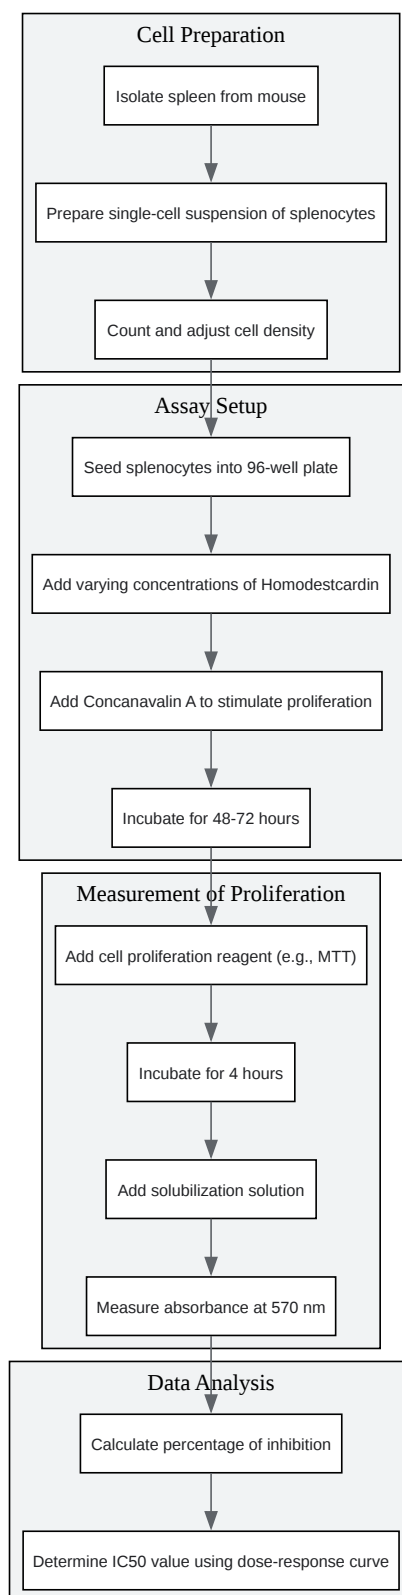 Cell Preparation
Isolate spleen from mouse
Prepare single-cell suspension of splenocytes
Count and adjust cell density
Assay Setup
Seed splenocytes into 96-well plate
Add varying concentrations of Homodestcardin
Add Concanavalin A to stimulate proliferation
Incubate for 48-72 hours
Measurement of Proliferation
Add cell proliferation reagent (e.g., MTT)
Incubate for 4 hours
Add solubilization solution
Measure absorbance at 570 nm
Data Analysis
Calculate percentage of inhibition
Determine IC50 value using dose-response curve